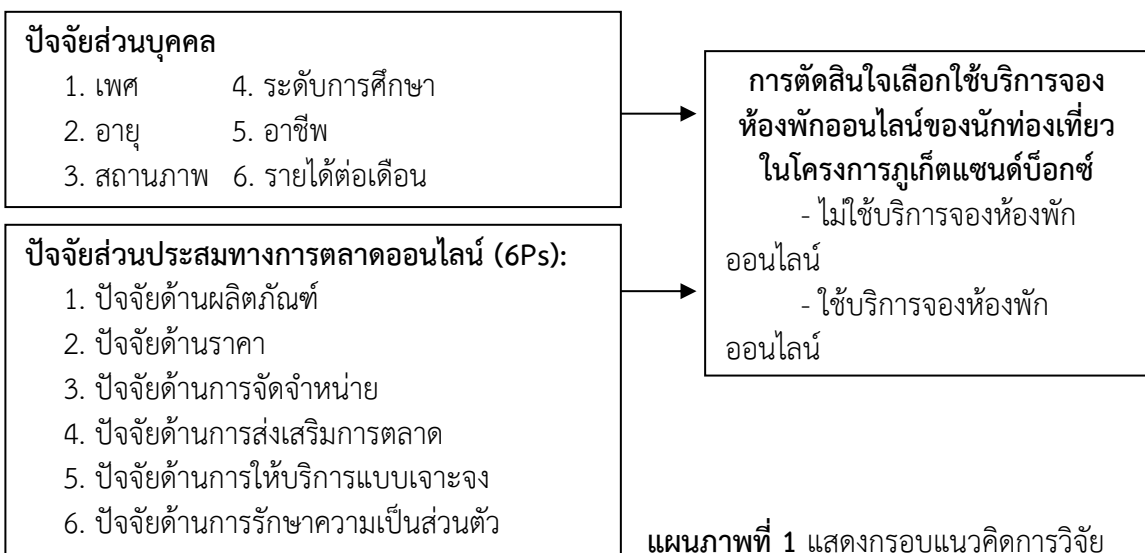 ปัจจัยส่วนบุคคล
1. เพศ 4. ระดับการศึกษา
2. อายุ 5. อาชีพ
3. สถานภาพ 6. รายได้ต่อเดือน
ปัจจัยส่วนประสมทางการตลาดออนไลน์ (6Ps):
1. ปัจจัยด้านผลิตภัณฑ์
2. ปัจจัยด้านราคา
3. ปัจจัยด้านการจัดจำหน่าย
4. ปัจจัยด้านการส่งเสริมการตลาด
5. ปัจจัยด้านการให้บริการแบบเจาะจง
6. ปัจจัยด้านการรักษาความเป็นส่วนตัว
การตัดสินใจเลือกใช้บริการจอง
ห้องพักออนไลน์ของนักท่องเที่ยว
ในโครงการภูเก็ตแซนด์บ็อกซ์
- ไม่ใช้บริการจองห้องพัก
ออนไลน์
- ใช้บริการจองห้องพัก
ออนไลน์
แผนภาพที่ 1 แสดงกรอบแนวคิดการวิจัย